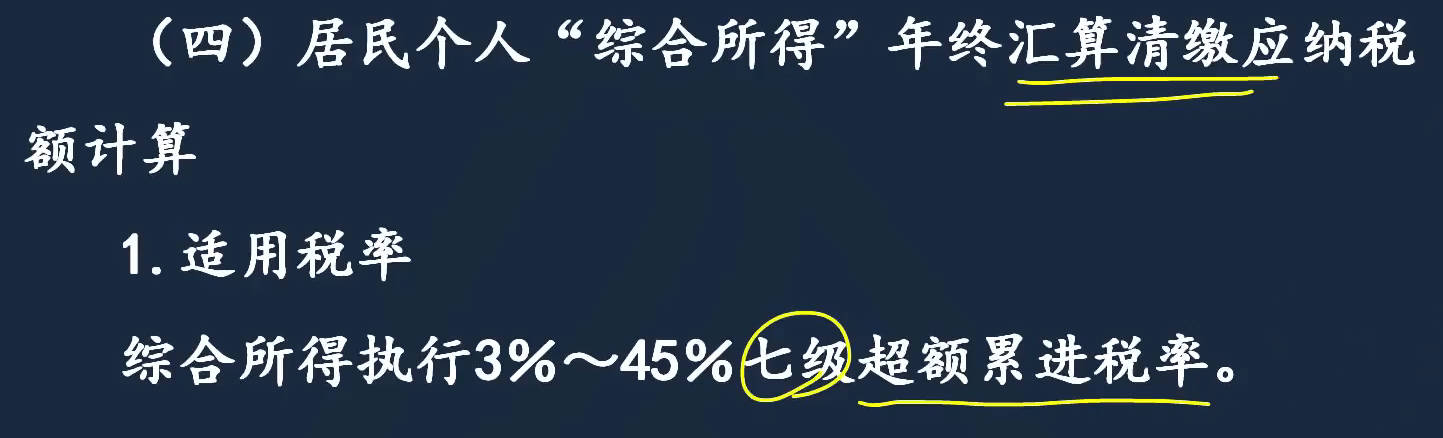 （四）居民个人“综合所得”年终汇算清缴应纳税
额计算
1.适用税率
综合所得执行3%～45%七级超额累进税率。